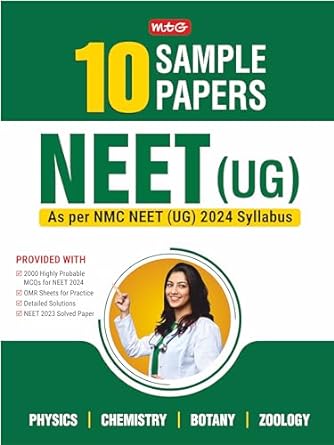 mtG
10 SAMPLE
PAPERS
NEET (UG)
As per NMC NEET (UG) 2024 Syllabus
PROVIDED WITH
2000 Highly Probable
MCQs for NEET 2024
OMR Sheets for Practice
Detailed Solutions
NEET 2023 Solved Paper
PHYSICS | CHEMISTRY | BOTANY | ZOOLOGY